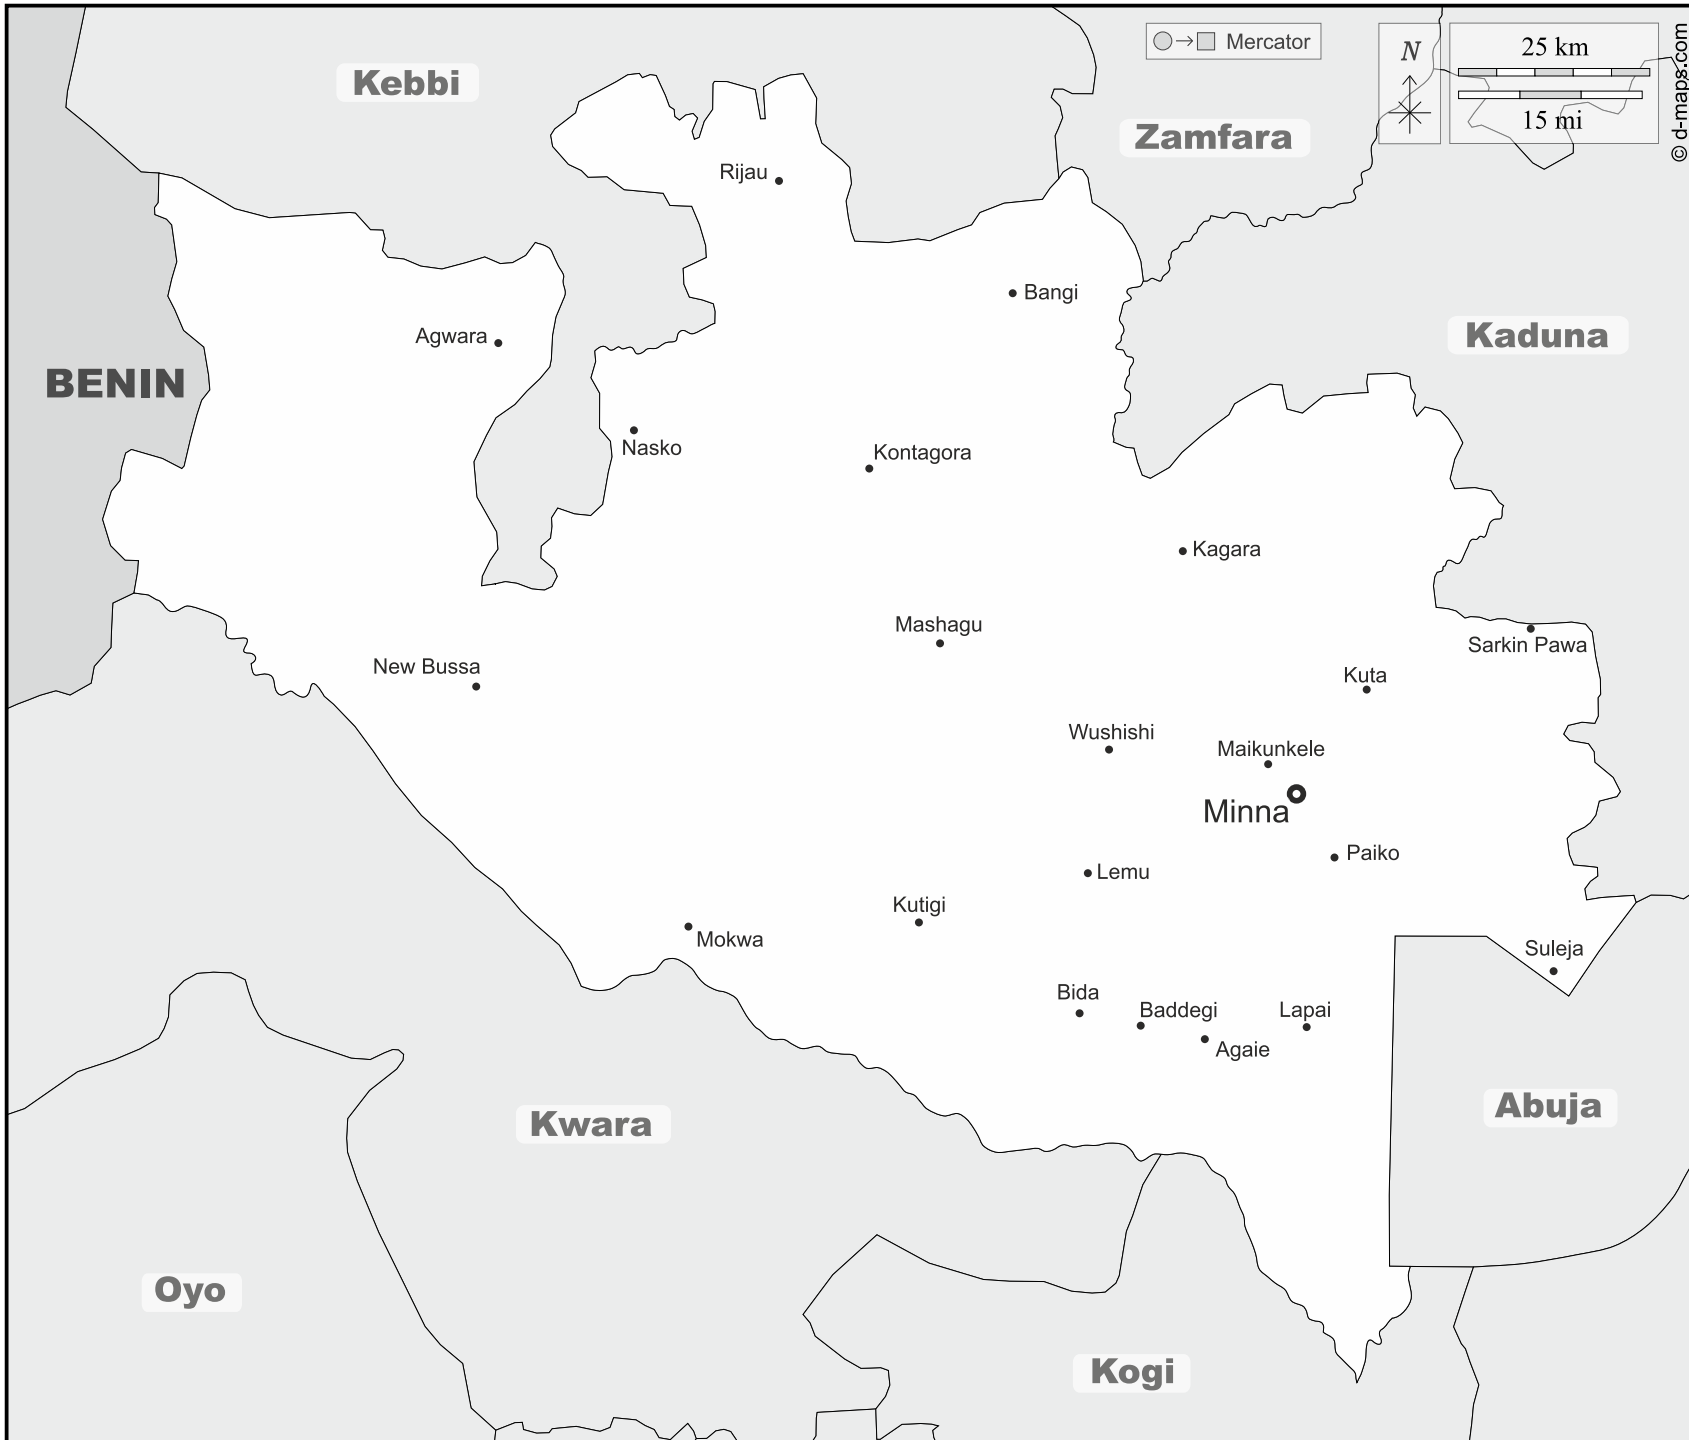 Mercator
N
25 km
15 mi
© d-maps.com
Kebbi
Zamfara
Rijau
Bangi
Kaduna
Agwara
BENIN
Nasko
Kontagora
Kagara
Mashagu
Sarkin Pawa
New Bussa
Kuta
Wushishi
Maikunkele
Minna
Paiko
Lemu
Kutigi
Mokwa
Suleja
Bida
Baddegi
Lapai
Agaie
Abuja
Kwara
Oyo
Kogi